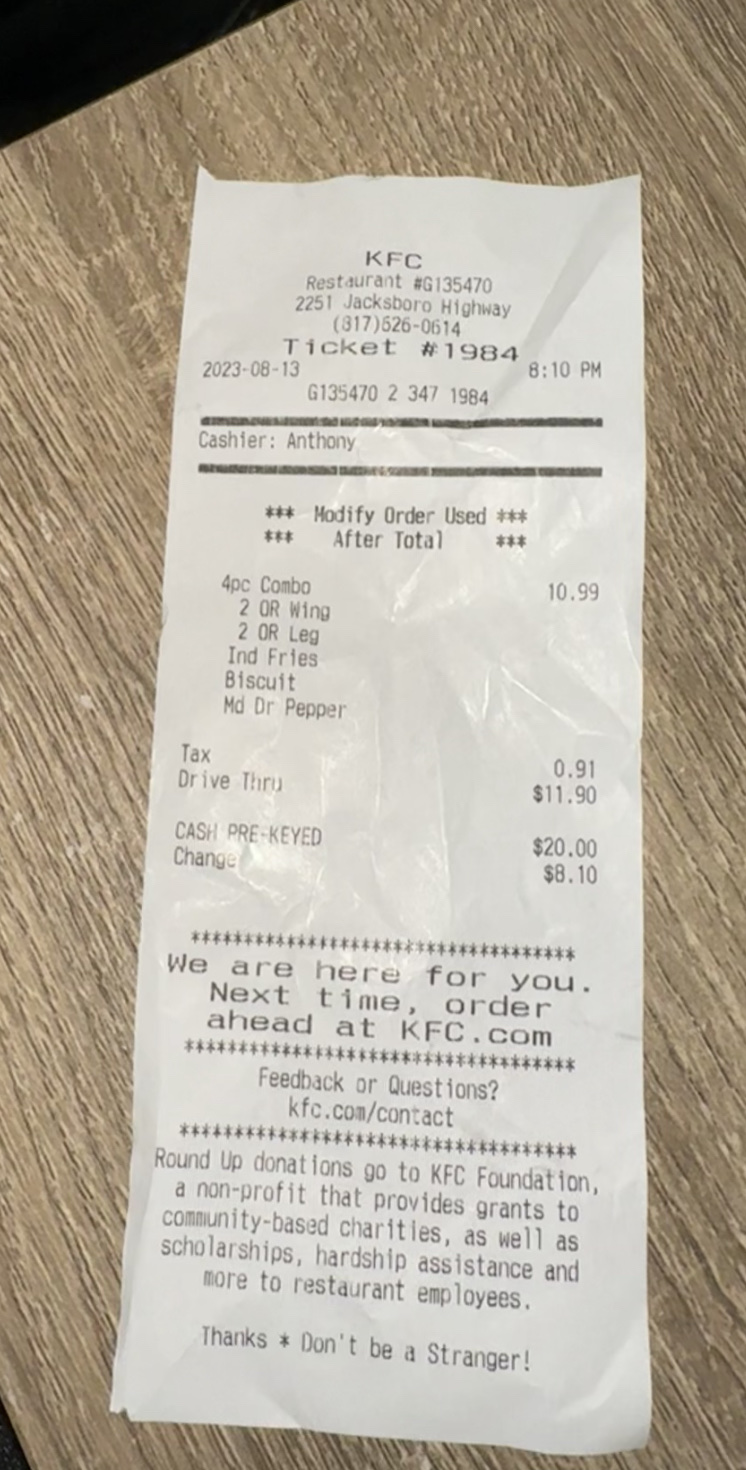 KFC
Restaurant #G135470
2251 Jacksboro Highway
(817)626-0614
Ticket #1984
2023-08-13 8:10 PM
G135470 2 347 1984
Cashier: Anthony
*** Modify Order Used ***
*** After Total ***
4pc Combo 10.99
2 OR Wing
2 OR Leg
Ind Fries
Biscuit
Md Dr Pepper
Tax 0.91
Drive Thru $11.90
CASH PRE-KEYED $20.00
Change $8.10
************************************
We are here for you.
Next time, order
ahead at KFC.com
************************************
Feedback or Questions?
kfc.com/contact
************************************
Round Up donations go to KFC Foundation,
a non-profit that provides grants to
community-based charities, as well as
scholarships, hardship assistance and
more to restaurant employees.
Thanks * Don't be a Stranger!